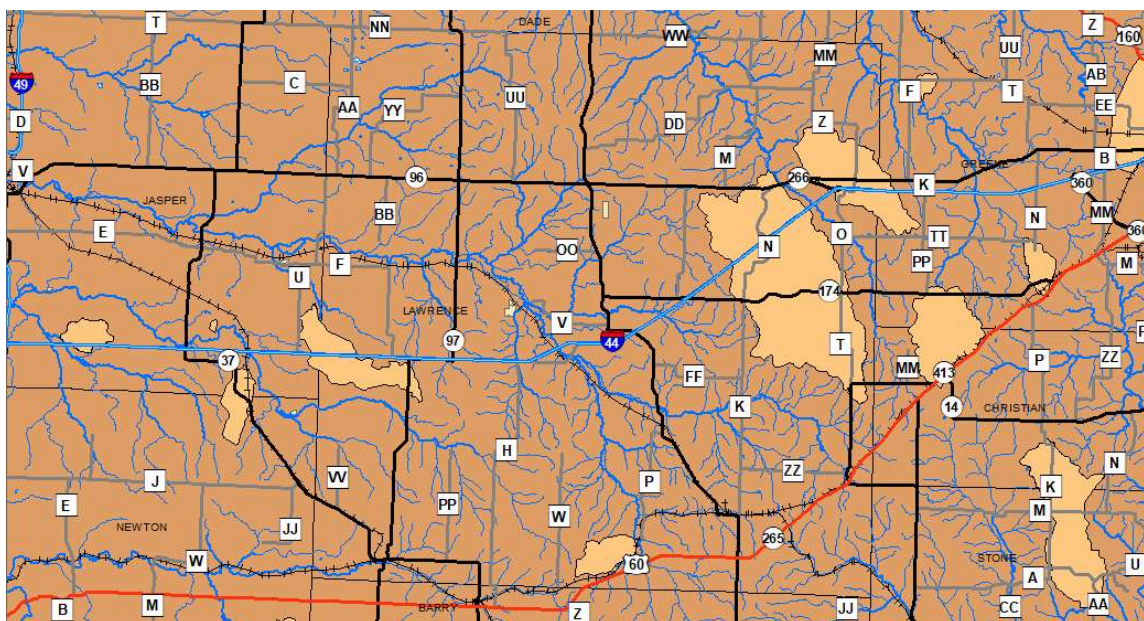 DADE
T
NN
WW
Z
160
MM
UU
49
BB
C
AA
YY
UU
F
T
AB
EE
D
DD
Z
V
96
M
266
GREENE
B
K
360
JASPER
BB
E
N
MM
N
O
TT
360
U
F
OO
PP
M
174
LAWRENCE
V
97
44
T
P
ZZ
37
FF
MM
413
K
14
CHRISTIAN
H
VV
ZZ
N
E
J
PP
P
K
W
M
NEWTON
JJ
265
W
60
STONE
A
U
B
M
BARRY
Z
JJ
CC
AA